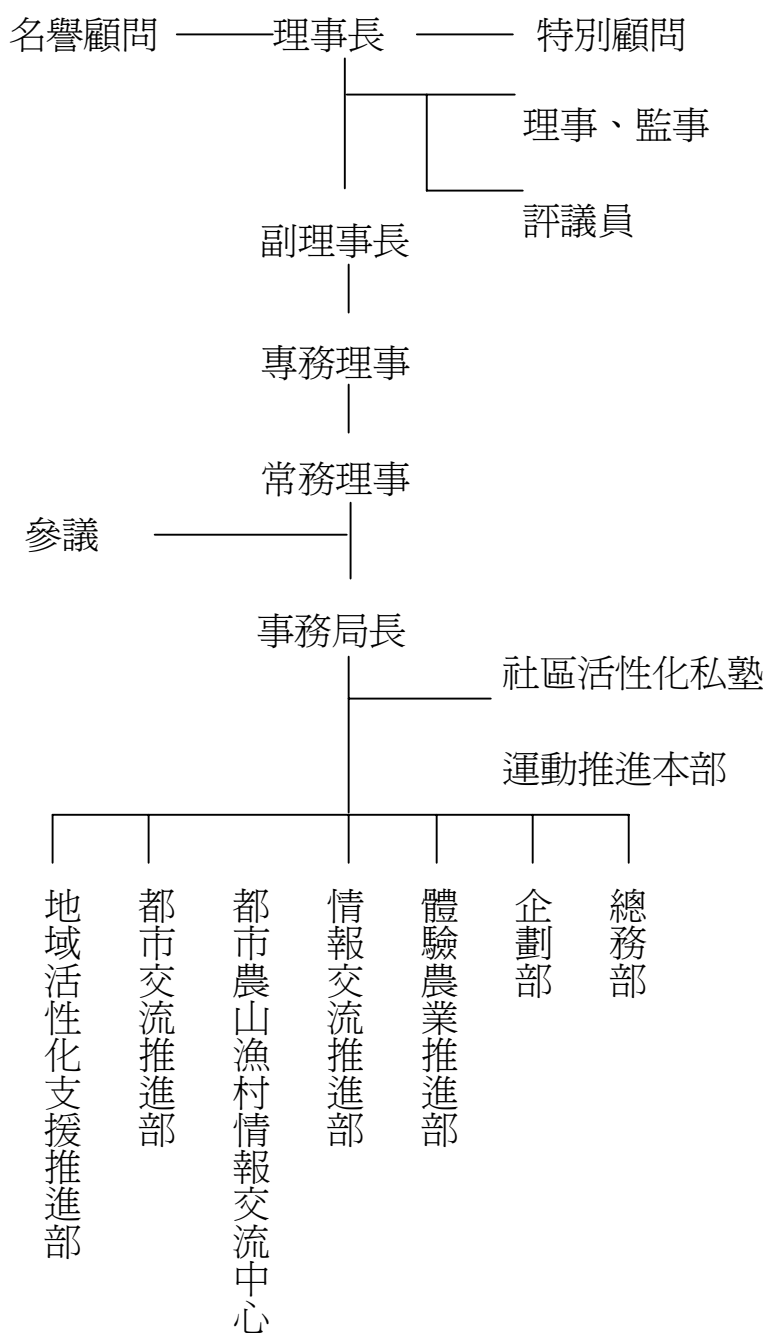 名譽顧問 理事長 特別顧問
理事、監事
評議員
副理事長
專務理事
常務理事
參議
事務局長
社區活性化私塾
運動推進本部
地域活性化支援推進部
都市交流推進部
都市農山漁村情報交流中心
情報交流推進部
體驗農業推進部
企劃部
總務部